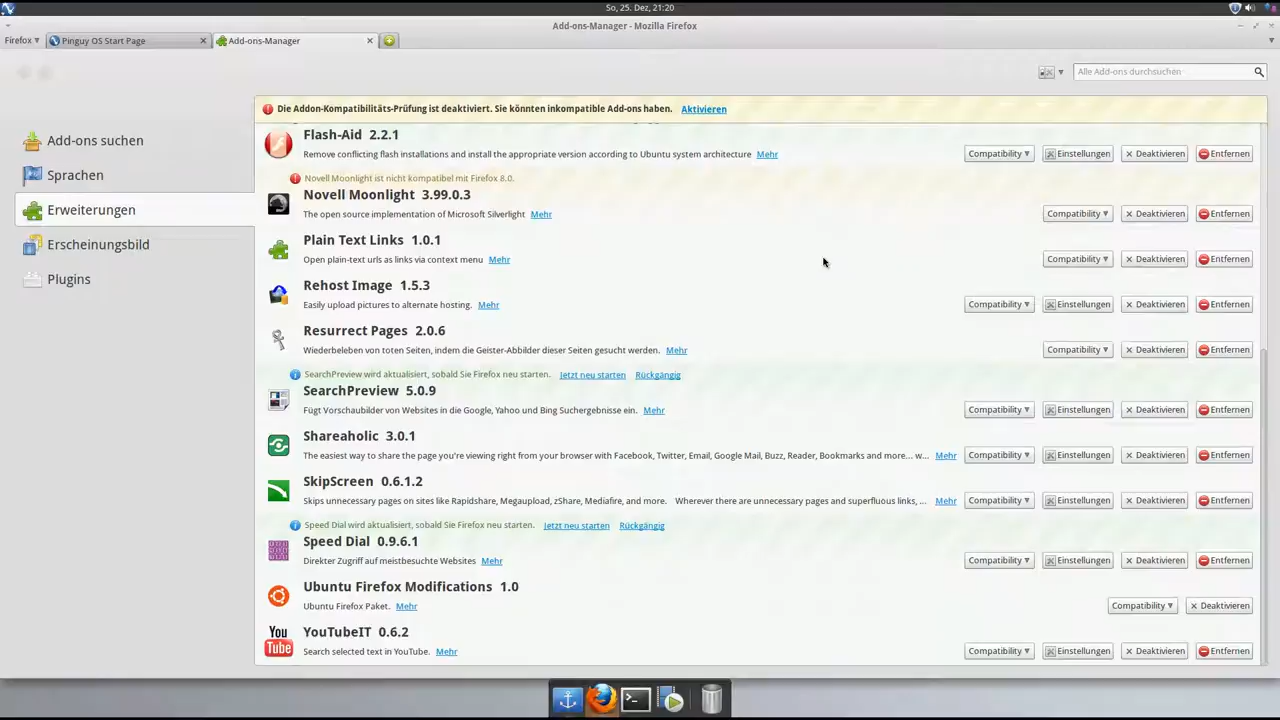 So, 25. Dez, 21:20
Add-ons-Manager - Mozilla Firefox
Firefox
Pinguy OS Start Page
Add-ons-Manager
Alle Add-ons durchsuchen
Die Addon-Kompatibilitäts-Prüfung ist deaktiviert. Sie könnten inkompatible Add-ons haben. Aktivieren
Add-ons suchen
Sprachen
Erweiterungen
Erscheinungsbild
Plugins
Flash-Aid 2.2.1
Remove conflicting flash installations and install the appropriate version according to Ubuntu system architecture Mehr
Compatibility Einstellungen Deaktivieren Entfernen
Novell Moonlight ist nicht kompatibel mit Firefox 8.0.
Novell Moonlight 3.99.0.3
The open source implementation of Microsoft Silverlight Mehr
Compatibility Deaktivieren Entfernen
Plain Text Links 1.0.1
Open plain-text urls as links via context menu Mehr
Compatibility Deaktivieren Entfernen
Rehost Image 1.5.3
Easily upload pictures to alternate hosting. Mehr
Compatibility Einstellungen Deaktivieren Entfernen
Resurrect Pages 2.0.6
Wiederbeleben von toten Seiten, indem die Geister-Abbilder dieser Seiten gesucht werden. Mehr
Compatibility Deaktivieren Entfernen
SearchPreview wird aktualisiert, sobald Sie Firefox neu starten. Jetzt neu starten Rückgängig
SearchPreview 5.0.9
Fügt Vorschaubilder von Websites in die Google, Yahoo und Bing Suchergebnisse ein. Mehr
Compatibility Einstellungen Deaktivieren Entfernen
Shareaholic 3.0.1
The easiest way to share the page you're viewing right from your browser with Facebook, Twitter, Email, Google Mail, Buzz, Reader, Bookmarks and more... w... Mehr
Compatibility Einstellungen Deaktivieren Entfernen
SkipScreen 0.6.1.2
Skips unnecessary pages on sites like Rapidshare, Megaupload, zShare, Mediafire, and more. Wherever there are unnecessary pages and superfluous links, ... Mehr
Compatibility Einstellungen Deaktivieren Entfernen
Speed Dial wird aktualisiert, sobald Sie Firefox neu starten. Jetzt neu starten Rückgängig
Speed Dial 0.9.6.1
Direkter Zugriff auf meistbesuchte Websites Mehr
Compatibility Einstellungen Deaktivieren Entfernen
Ubuntu Firefox Modifications 1.0
Ubuntu Firefox Paket. Mehr
Compatibility Deaktivieren
You
Tube
YouTubeIT 0.6.2
Search selected text in YouTube. Mehr
Compatibility Einstellungen Deaktivieren Entfernen